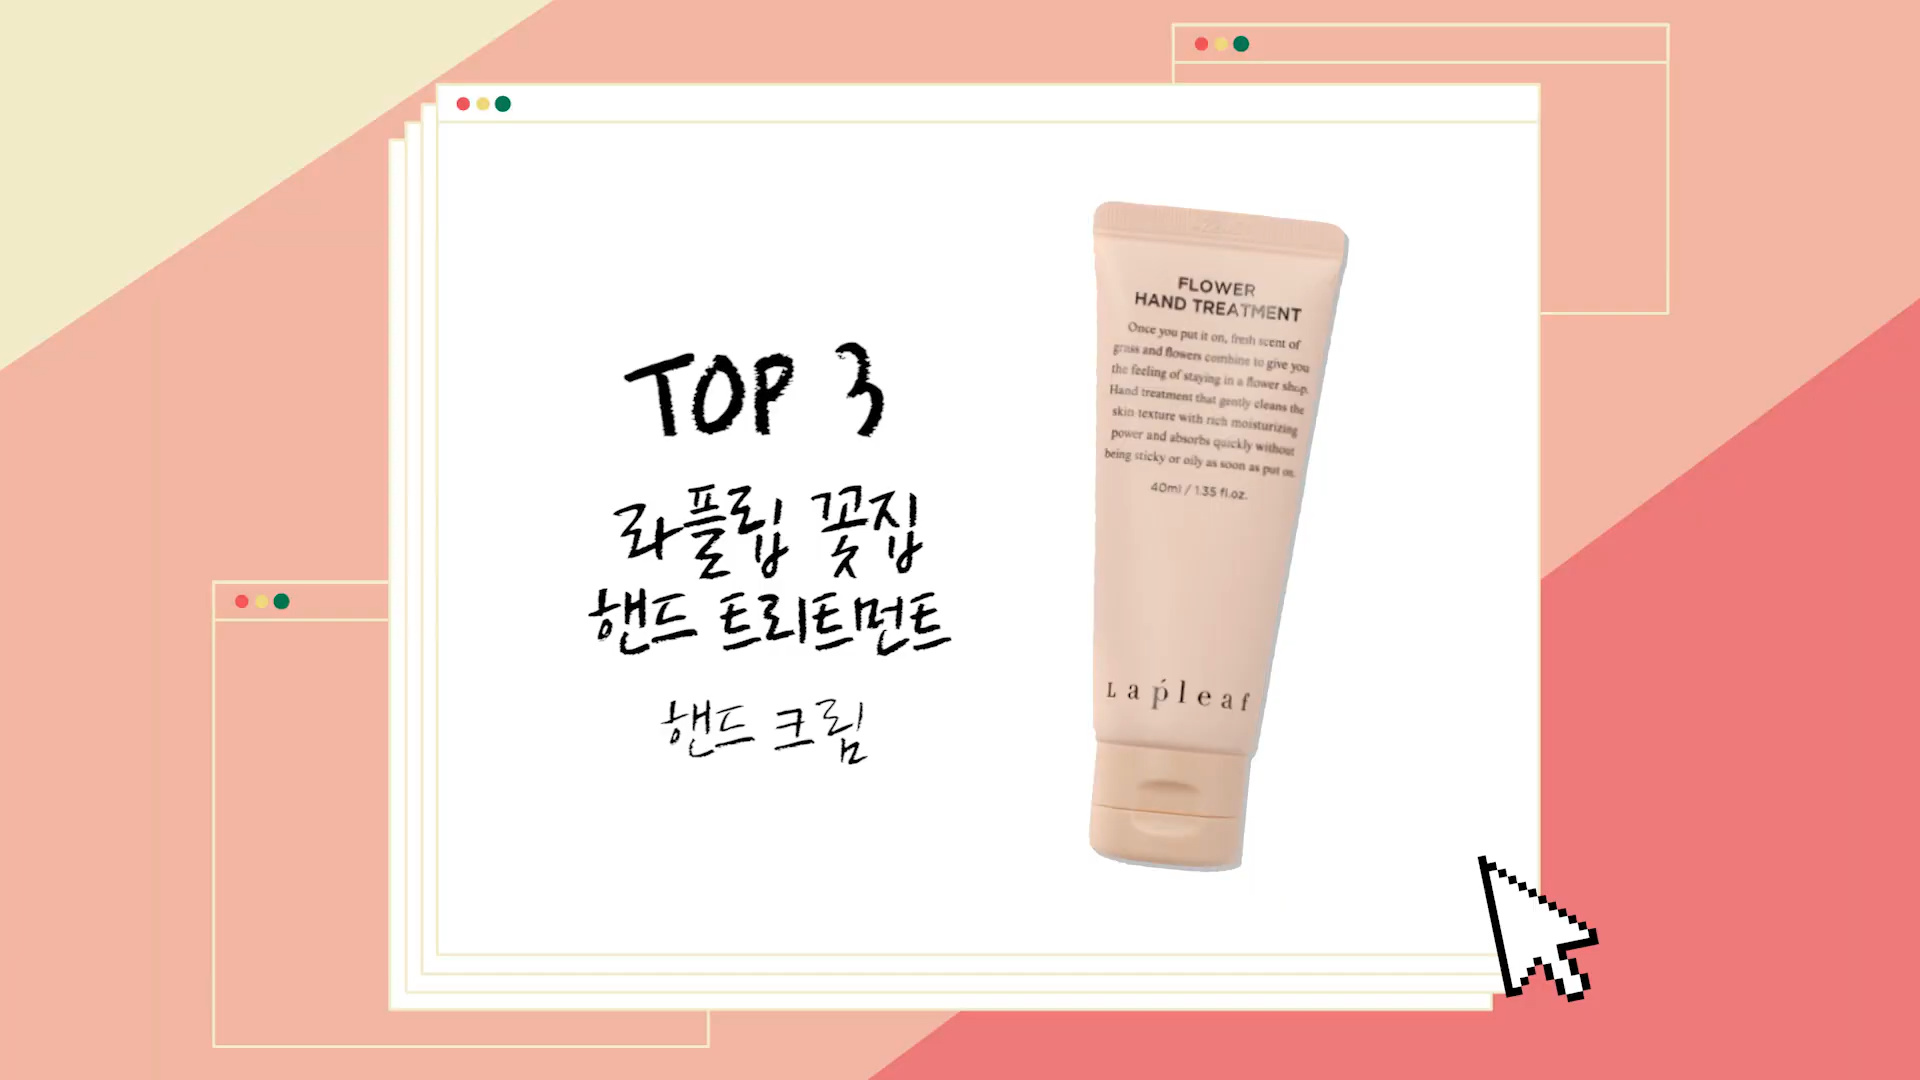 TOP 3
라플립 꽃집
핸드 트리트먼트
핸드 크림
FLOWER
HAND TREATMENT
Once you put it on, fresh scent of
grass and flowers combine to give you
the feeling of staying in a flower shop.
Hand treatment that gently cleans the
skin texture with rich moisturizing
power and absorbs quickly without
being sticky or oily as soon as put on.
40ml / 1.35 fl.oz.
Laṕleaf